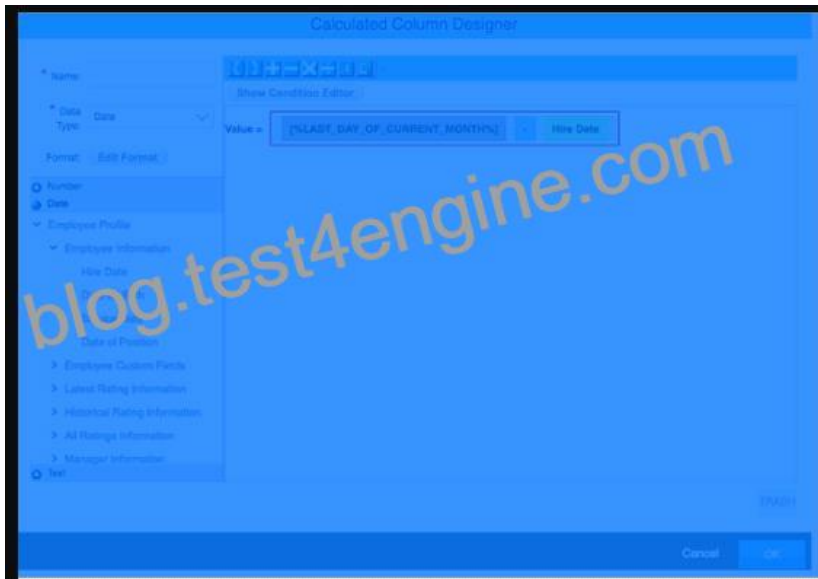 Calculated Column Designer
* Name:
Show Condition Editor
* Data Type: Date
Value = [%LAST_DAY_OF_CURRENT_MONTH%] - Hire Date
Format: Edit Format
Number
Date
Employee Profile
Employee Information
Hire Date
Date of Position
Employee Custom Fields
Latest Rating Information
Historical Rating Information
All Ratings Information
Manager Information
Text
TRASH
Cancel OK
blog.test4engine.com